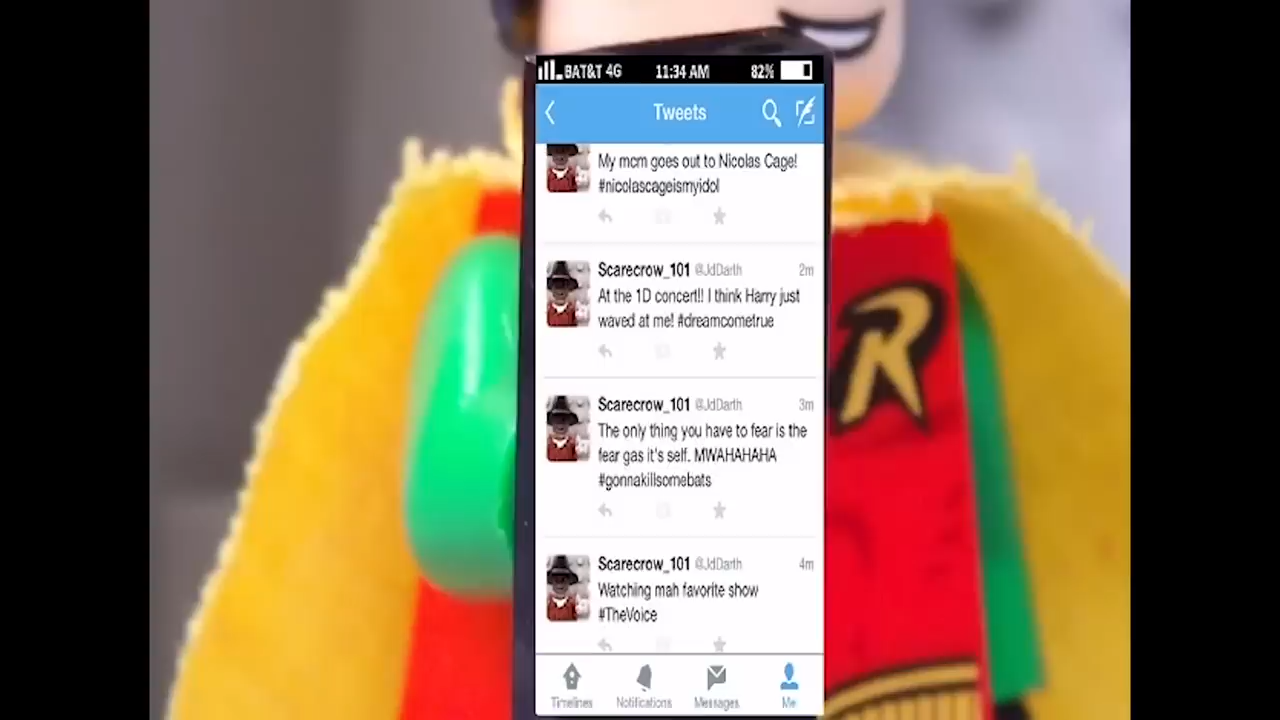 BAT&T 4G 11:34 AM 82%
Tweets
My mcm goes out to Nicolas Cage!
#nicolascageismyidol
Scarecrow_101 @JdDarth 2m
At the 1D concert!! I think Harry just
waved at me! #dreamcometrue
Scarecrow_101 @JdDarth 3m
The only thing you have to fear is the
fear gas it's self. MWAHAHAHA
#gonnakillsomebats
Scarecrow_101 @JdDarth 4m
Watching mah favorite show
#TheVoice
Timelines Notifications Messages Me
R